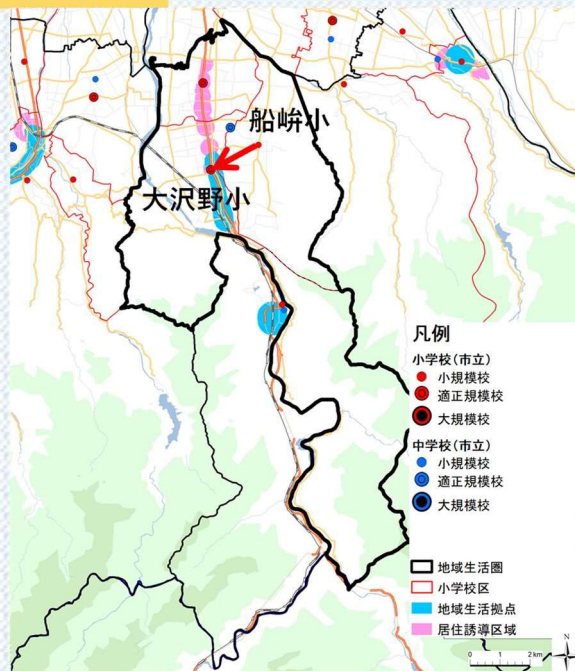 船峅小
大沢野小
凡例
小学校(市立)
小規模校
適正規模校
大規模校
中学校(市立)
小規模校
適正規模校
大規模校
地域生活圏
小学校区
地域生活拠点
居住誘導区域
N
0 1 2km